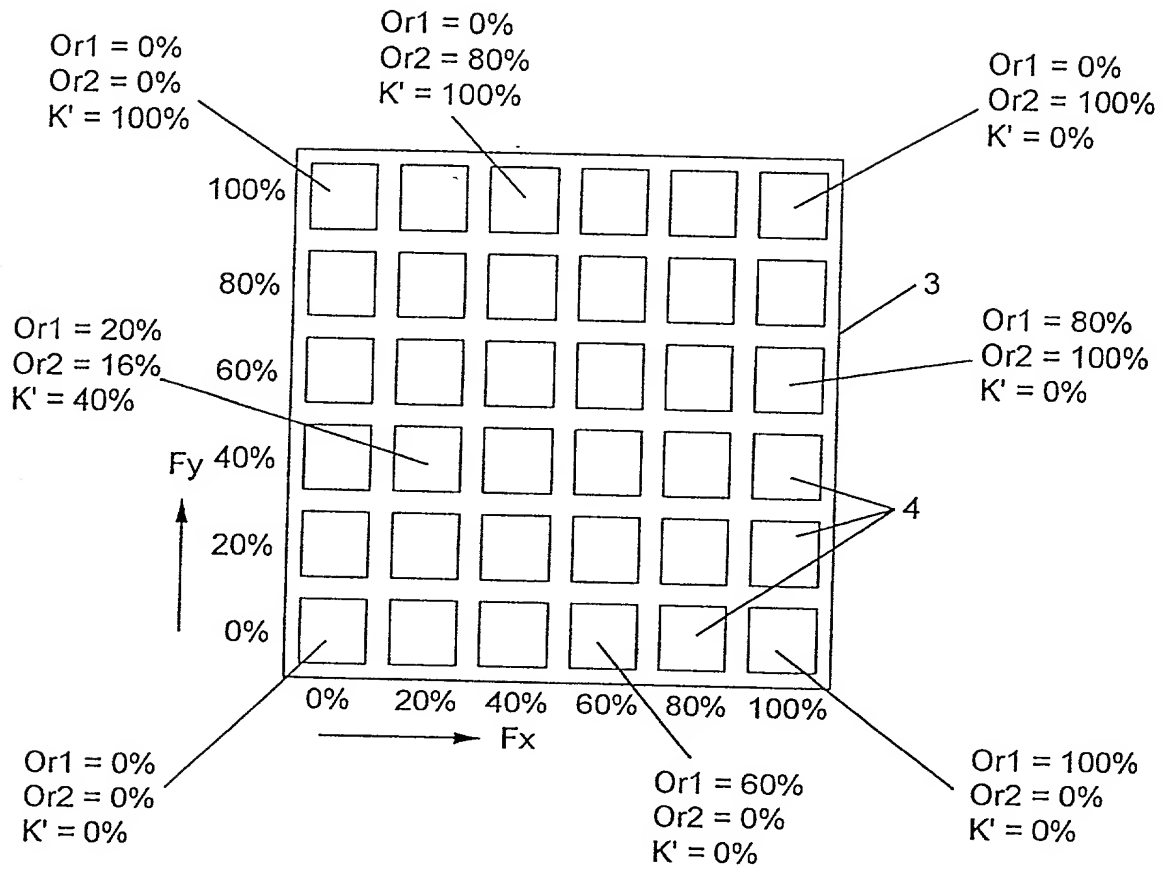 Or1 = 0%
Or2 = 0%
K' = 100%
Or1 = 0%
Or2 = 80%
K' = 100%
Or1 = 0%
Or2 = 100%
K' = 0%
100%
80%
3
Or1 = 20%
Or2 = 16%
K' = 40%
60%
Or1 = 80%
Or2 = 100%
K' = 0%
Fy 40%
4
20%
0%
0% 20% 40% 60% 80% 100%
Fx
Or1 = 0%
Or2 = 0%
K' = 0%
Or1 = 60%
Or2 = 0%
K' = 0%
Or1 = 100%
Or2 = 0%
K' = 0%